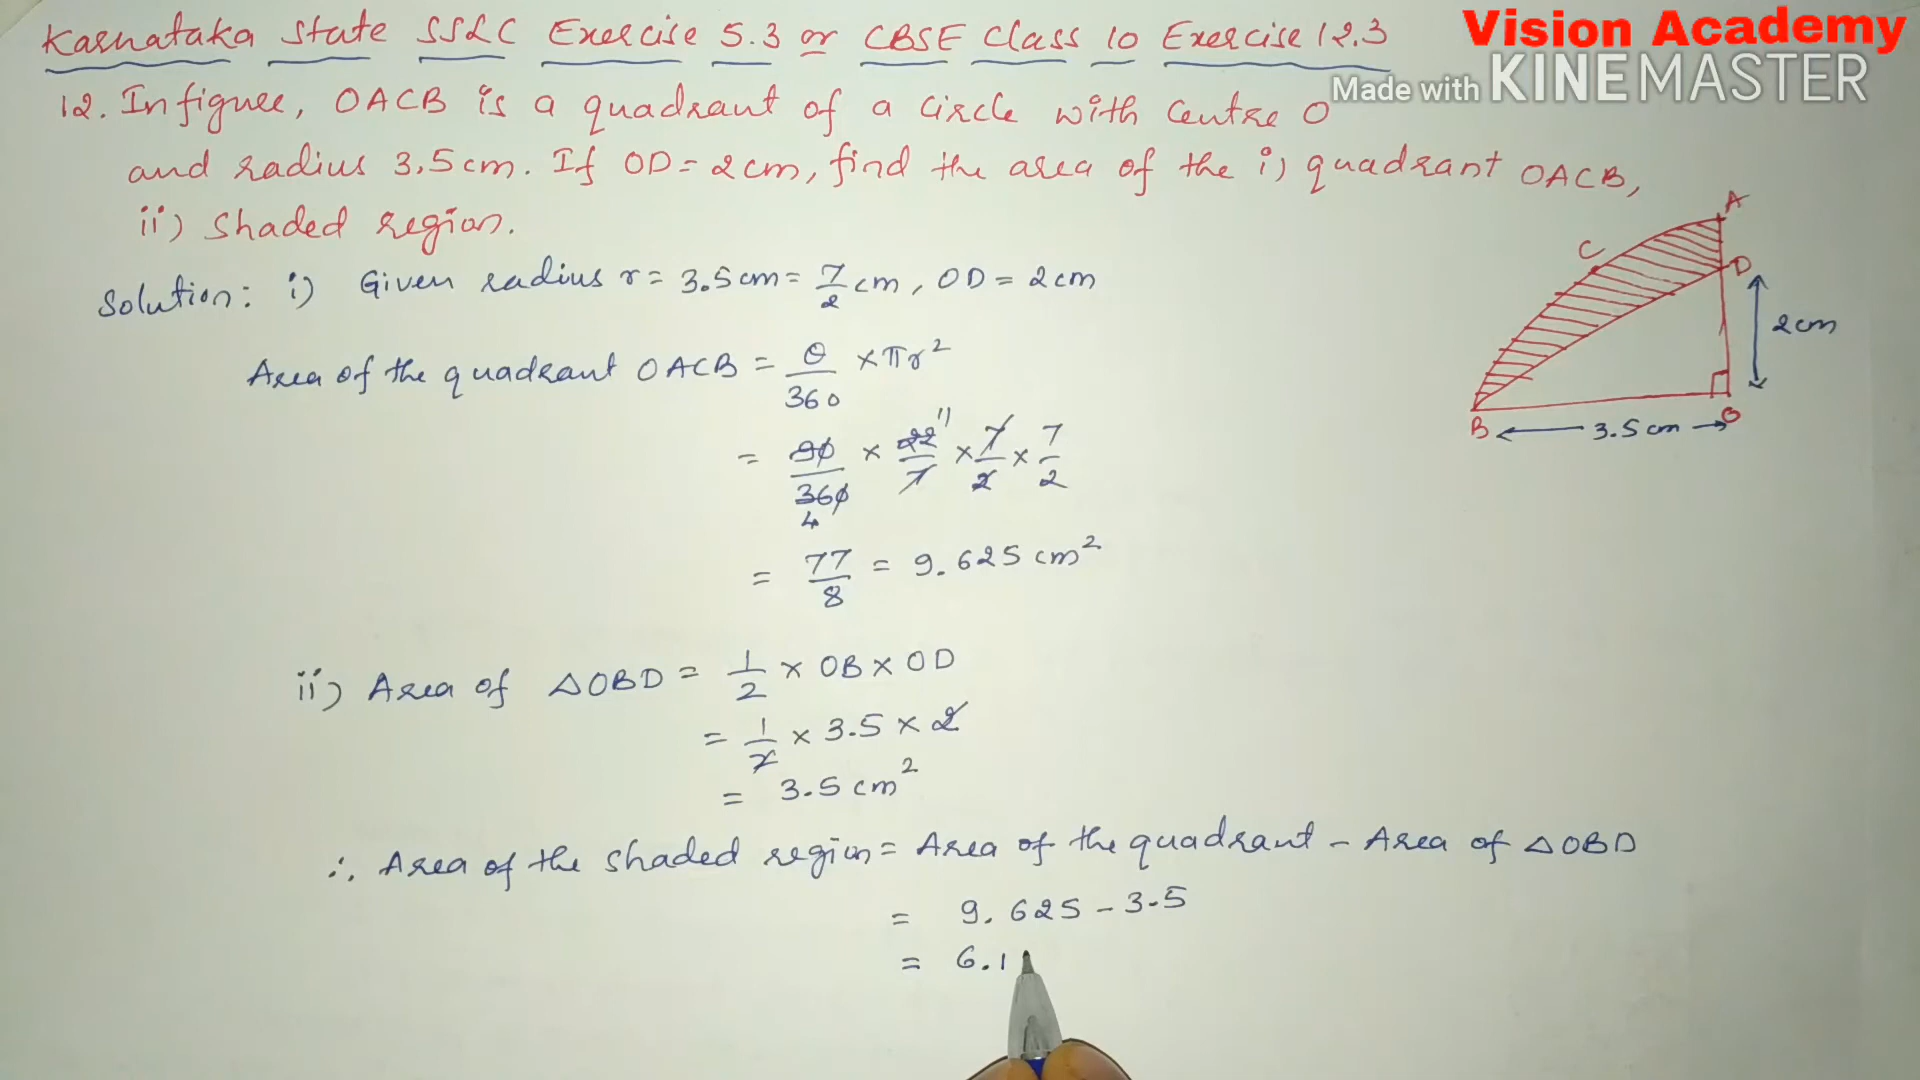 Karnataka State SSLC Exercise 5.3 or CBSE Class 10 Exercise 12.3
Vision Academy
Made with KINEMASTER
12. In figure, OACB is a quadrant of a circle with centre O
and radius 3.5cm. If OD = 2cm, find the area of the i) quadrant OACB,
ii) shaded region.
A
C
D
2cm
B
3.5cm
O
Solution: i) Given radius r = 3.5cm = 7/2 cm, OD = 2cm
Area of the quadrant OACB = θ/360 × πr²
= 90/360 4 × 22/7 11 × 7/2 × 7/2
= 77/8 = 9.625 cm²
ii) Area of △OBD = 1/2 × OB × OD
= 1/2 × 3.5 × 2
= 3.5 cm²
∴ Area of the shaded region = Area of the quadrant - Area of △OBD
= 9.625 - 3.5
= 6.1